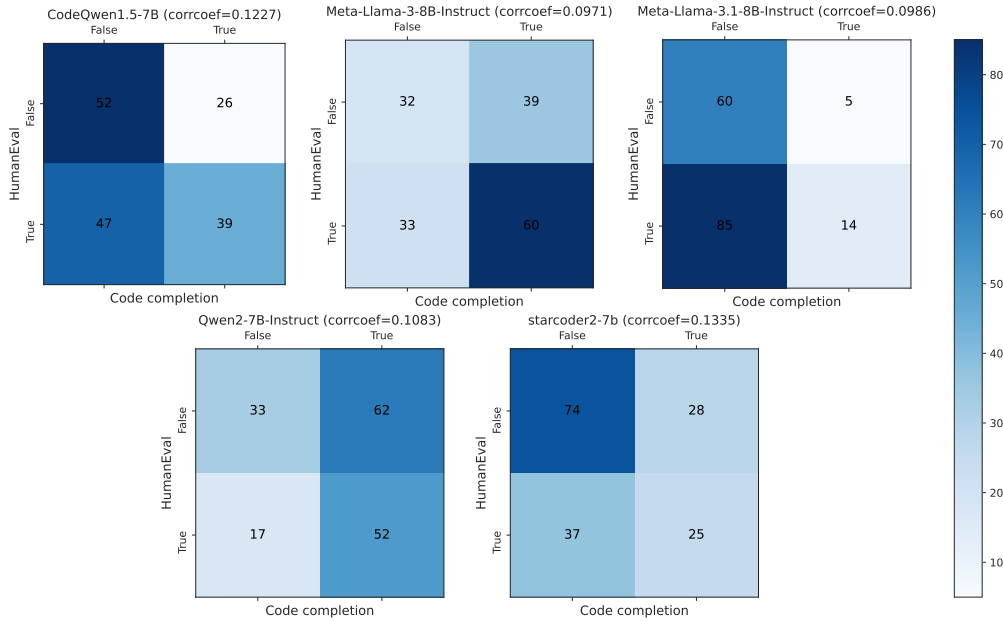 CodeQwen1.5-7B (corrcoef=0.1227)
False True
HumanEval
False
True
52 26
47 39
Code completion
Meta-Llama-3-8B-Instruct (corrcoef=0.0971)
False True
HumanEval
False
True
32 39
33 60
Code completion
Meta-Llama-3.1-8B-Instruct (corrcoef=0.0986)
False True
HumanEval
False
True
60 5
85 14
Code completion
Qwen2-7B-Instruct (corrcoef=0.1083)
False True
HumanEval
False
True
33 62
17 52
Code completion
starcoder2-7b (corrcoef=0.1335)
False True
HumanEval
False
True
74 28
37 25
Code completion
80
70
60
50
40
30
20
10